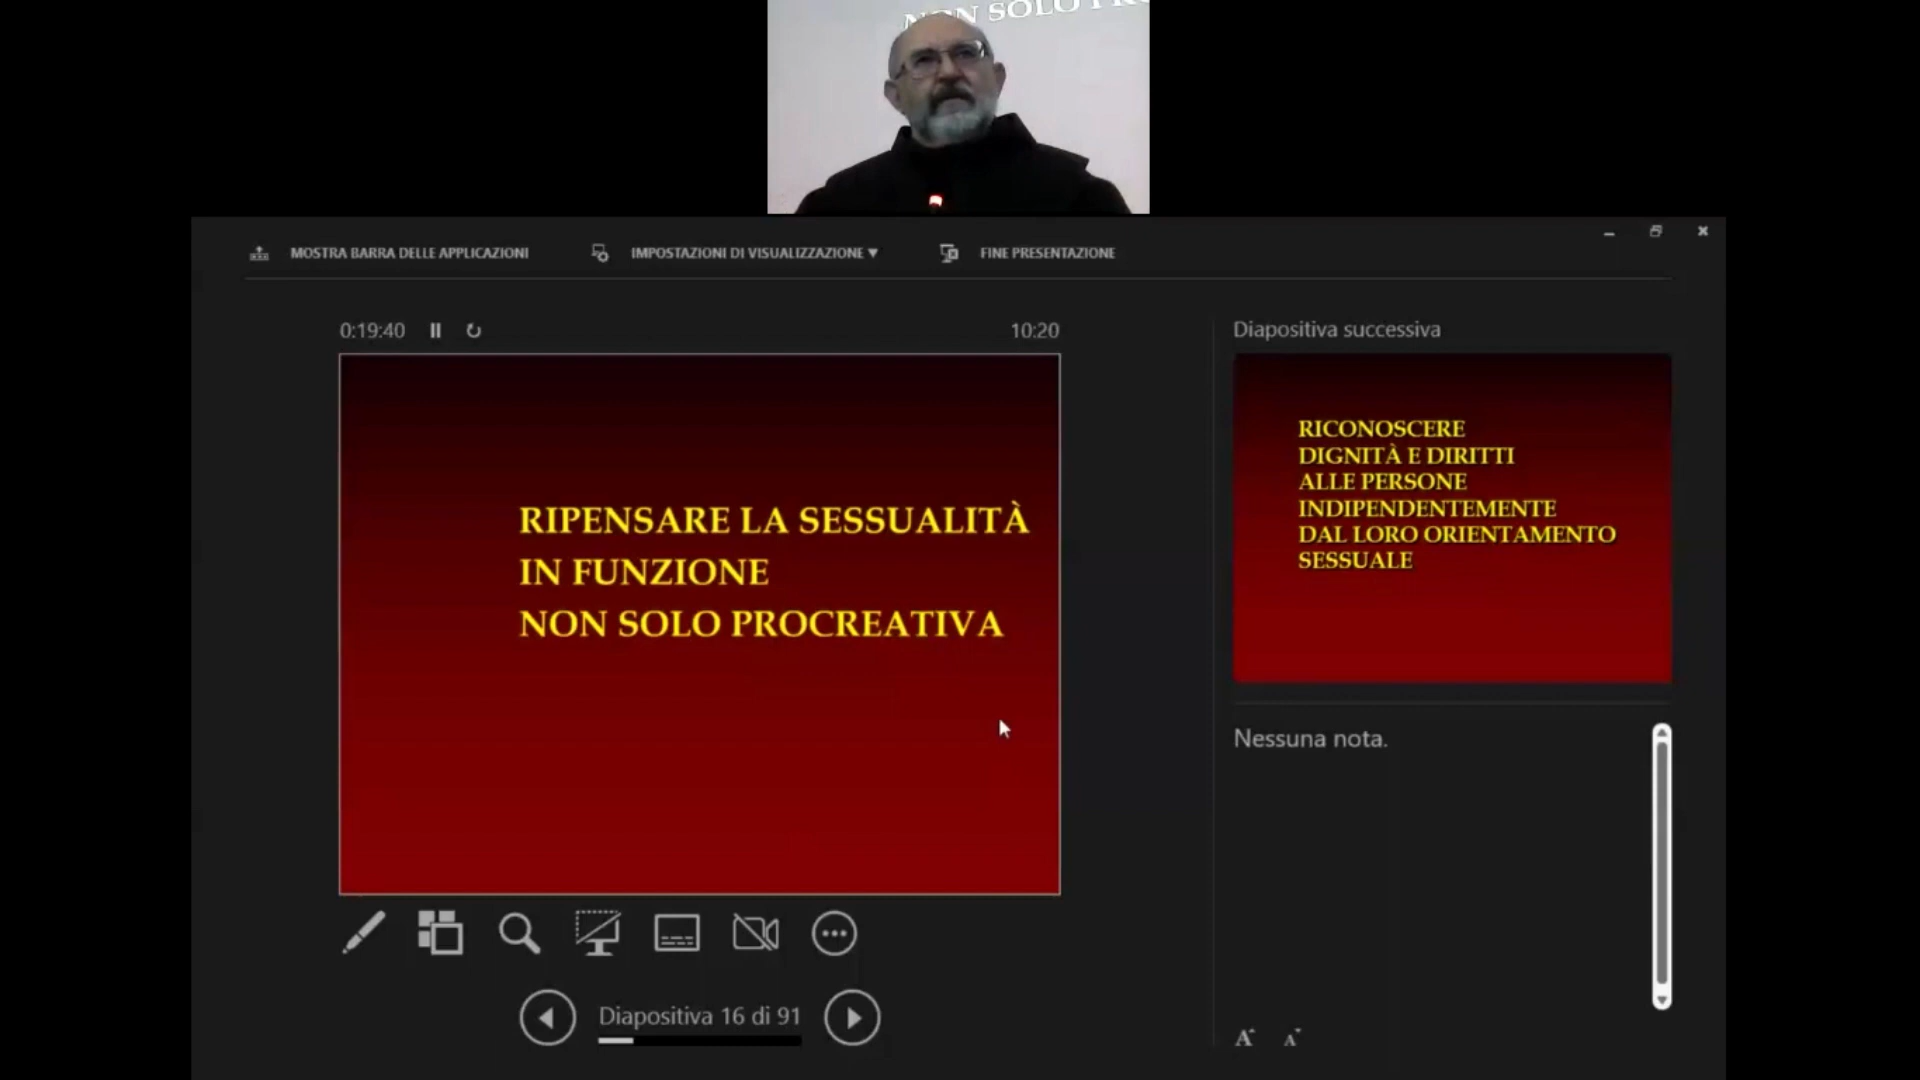 NON SOLO
MOSTRA BARRA DELLE APPLICAZIONI
IMPOSTAZIONI DI VISUALIZZAZIONE ▼
FINE PRESENTAZIONE
0:19:40
10:20
RIPENSARE LA SESSUALITÀ
IN FUNZIONE
NON SOLO PROCREATIVA
Diapositiva successiva
RICONOSCERE
DIGNITÀ E DIRITTI
ALLE PERSONE
INDIPENDENTEMENTE
DAL LORO ORIENTAMENTO
SESSUALE
Nessuna nota.
Diapositiva 16 di 91
A A